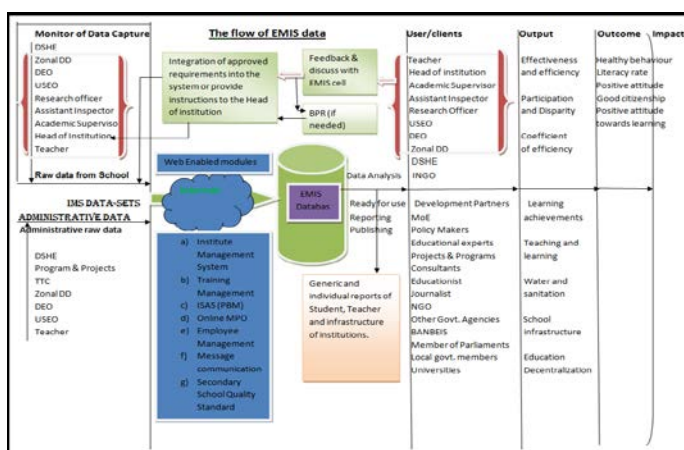 Monitor of Data Capture
The flow of EMIS data
User/clients
Output
Outcome
Impact
DSHE
Zonal DD
DEO
USEO
Research officer
Assistant Inspector
Academic Superviso
Head of Institution
Teacher
Raw data from School
Integration of approved
requirements into the
system or provide
instructions to the Head
of institution
Feedback &
discuss with
EMIS cell
BPR (if
needed)
Teacher
Head of institution
Academic Supervisor
Assistant Inspector
Research Officer
USEO
DEO
Zonal DD
DSHE
INGO
Effectiveness
and efficiency
Participation
and Disparity
Coefficient
of efficiency
Healthy behaviour
Literacy rate
Positive attitude
Good citizenship
Positive attitude
towards learning
Web Enabled modules
EMIS
Databas
Data Analysis
IMS DATA-SETS
ADMINISTRATIVE DATA
Administrative raw data
DSHE
Program & Projects
TTC
Zonal DD
DEO
USEO
Teacher
a) Institute
Management
System
b) Training
Management
c) ISAS (PBM)
d) Online MPO
e) Employee
Management
f) Message
communication
g) Secondary
School Quality
Standard
Ready for use
Reporting
Publishing
Generic and
individual reports of
Student, Teacher
and infrastructure
of institutions.
Development Partners
MoE
Policy Makers
Educational experts
Projects & Programs
Consultants
Educationist
Journalist
NGO
Other Govt. Agencies
BANBEIS
Member of Parliaments
Local govt. members
Universities
Learning
achievements
Teaching and
learning
Water and
sanitation
School
infrastructure
Education
Decentralization